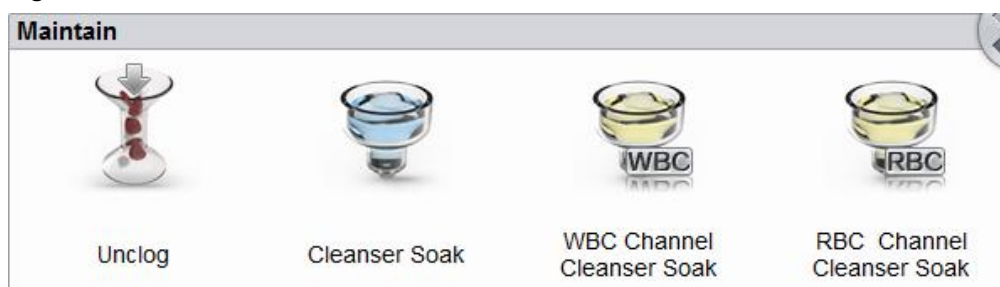 Maintain
WBC
RBC
Unclog
Cleanser Soak
WBC Channel
Cleanser Soak
RBC Channel
Cleanser Soak